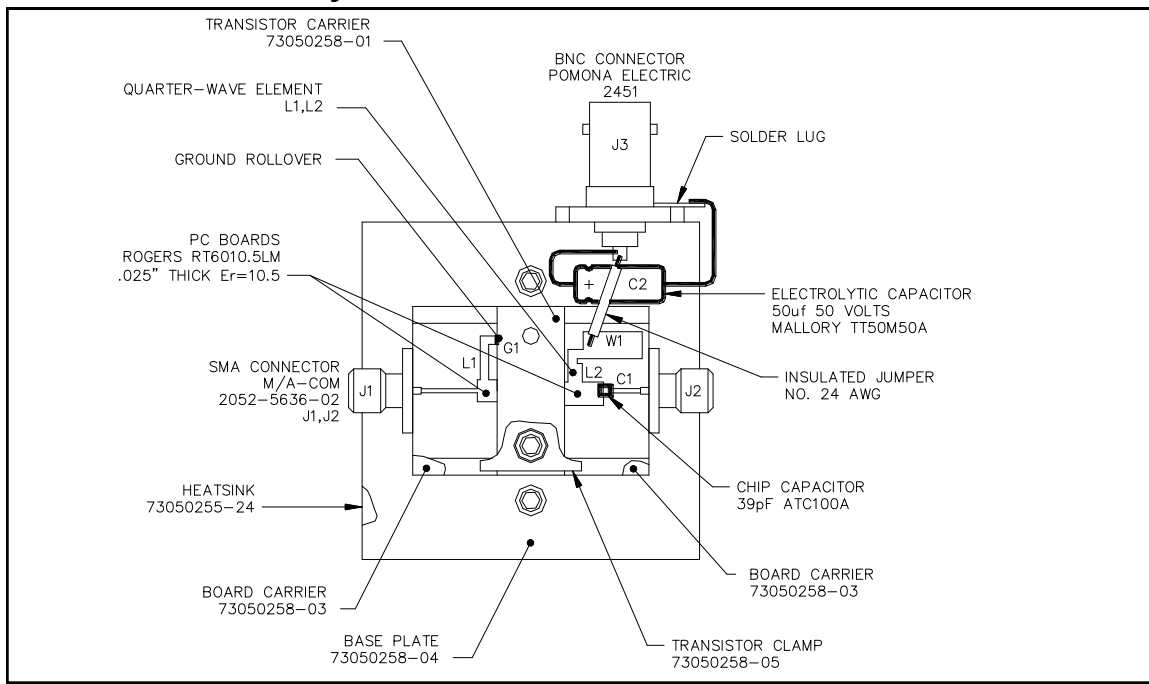 TRANSISTOR CARRIER
73050258-01
BNC CONNECTOR
POMONA ELECTRIC
2451
QUARTER-WAVE ELEMENT
L1,L2
J3
SOLDER LUG
GROUND ROLLOVER
PC BOARDS
ROGERS RT6010.5LM
.025" THICK Er=10.5
+
C2
ELECTROLYTIC CAPACITOR
50uf 50 VOLTS
MALLORY TT50M50A
G1
W1
L1
L2
C1
SMA CONNECTOR
M/A-COM
2052-5636-02
J1,J2
J1
J2
INSULATED JUMPER
NO. 24 AWG
HEATSINK
73050255-24
CHIP CAPACITOR
39pF ATC100A
BOARD CARRIER
73050258-03
BOARD CARRIER
73050258-03
BASE PLATE
73050258-04
TRANSISTOR CLAMP
73050258-05